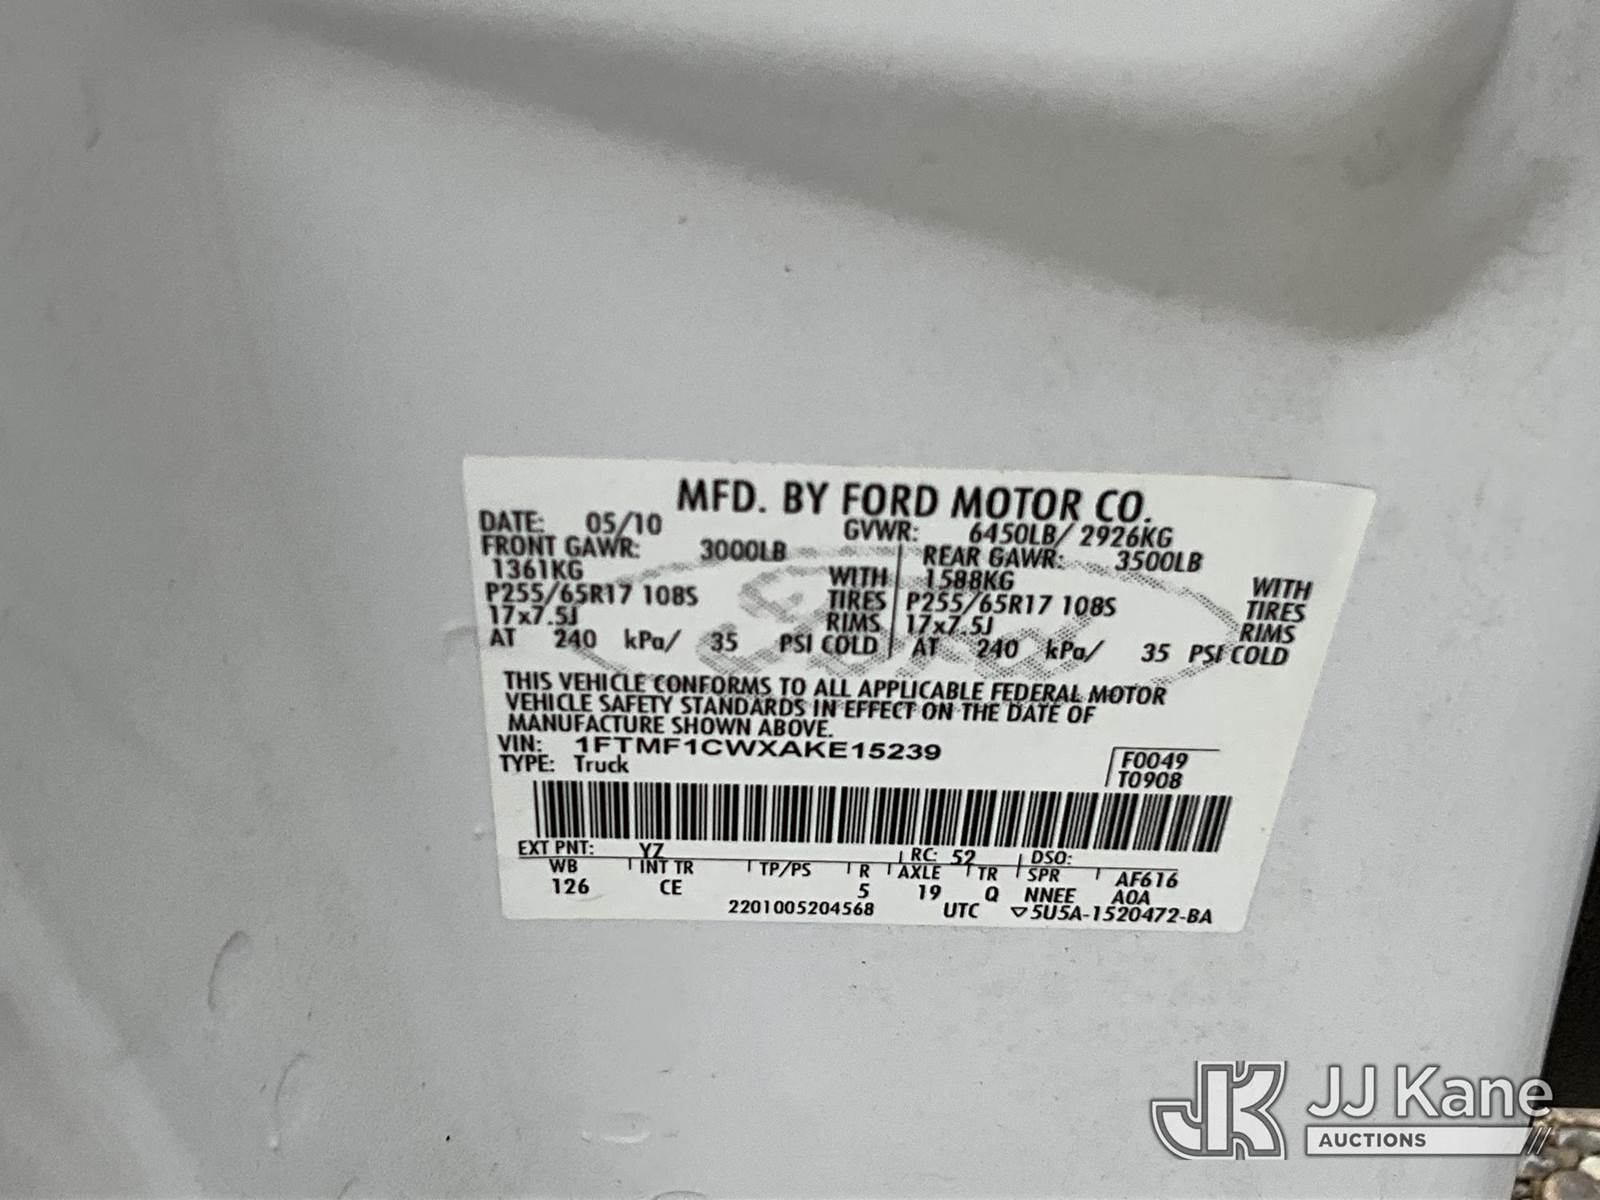 MFD. BY FORD MOTOR CO.
DATE: 05/10 GVWR: 6450LB/ 2926KG
FRONT GAWR: 3000LB REAR GAWR: 3500LB
1361KG WITH 1588KG WITH
P255/65R17 108S TIRES P255/65R17 108S TIRES
17x7.5J RIMS 17x7.5J RIMS
AT 240 kPa/ 35 PSI COLD AT 240 kPa/ 35 PSI COLD
Ford
THIS VEHICLE CONFORMS TO ALL APPLICABLE FEDERAL MOTOR
VEHICLE SAFETY STANDARDS IN EFFECT ON THE DATE OF
MANUFACTURE SHOWN ABOVE.
VIN: 1FTMF1CWXAKE15239
TYPE: Truck
F0049
T0908
EXT PNT: YZ RC: 52 DSO:
WB INT TR TP/PS R AXLE TR SPR AF616
126 CE 5 19 Q NNEE A0A
2201005204568 UTC ▽5U5A-1520472-BA
JK JJ Kane
AUCTIONS